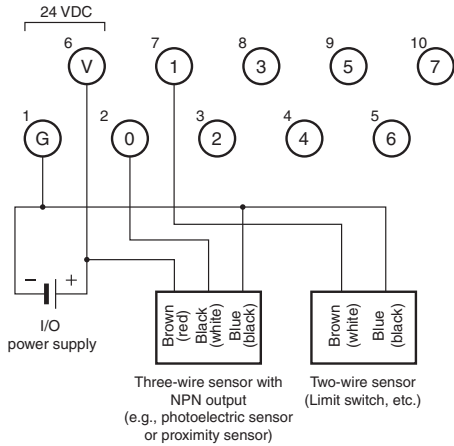 24 VDC
6 7 8 9 10
V 1 3 5 7
1 2 3 4 5
G 0 2 4 6
– +
I/O
power supply
Brown
(red)
Black
(white)
Blue
(black)
Brown
(white)
Blue
(black)
Three-wire sensor with
NPN output
(e.g., photoelectric sensor
or proximity sensor)
Two-wire sensor
(Limit switch, etc.)